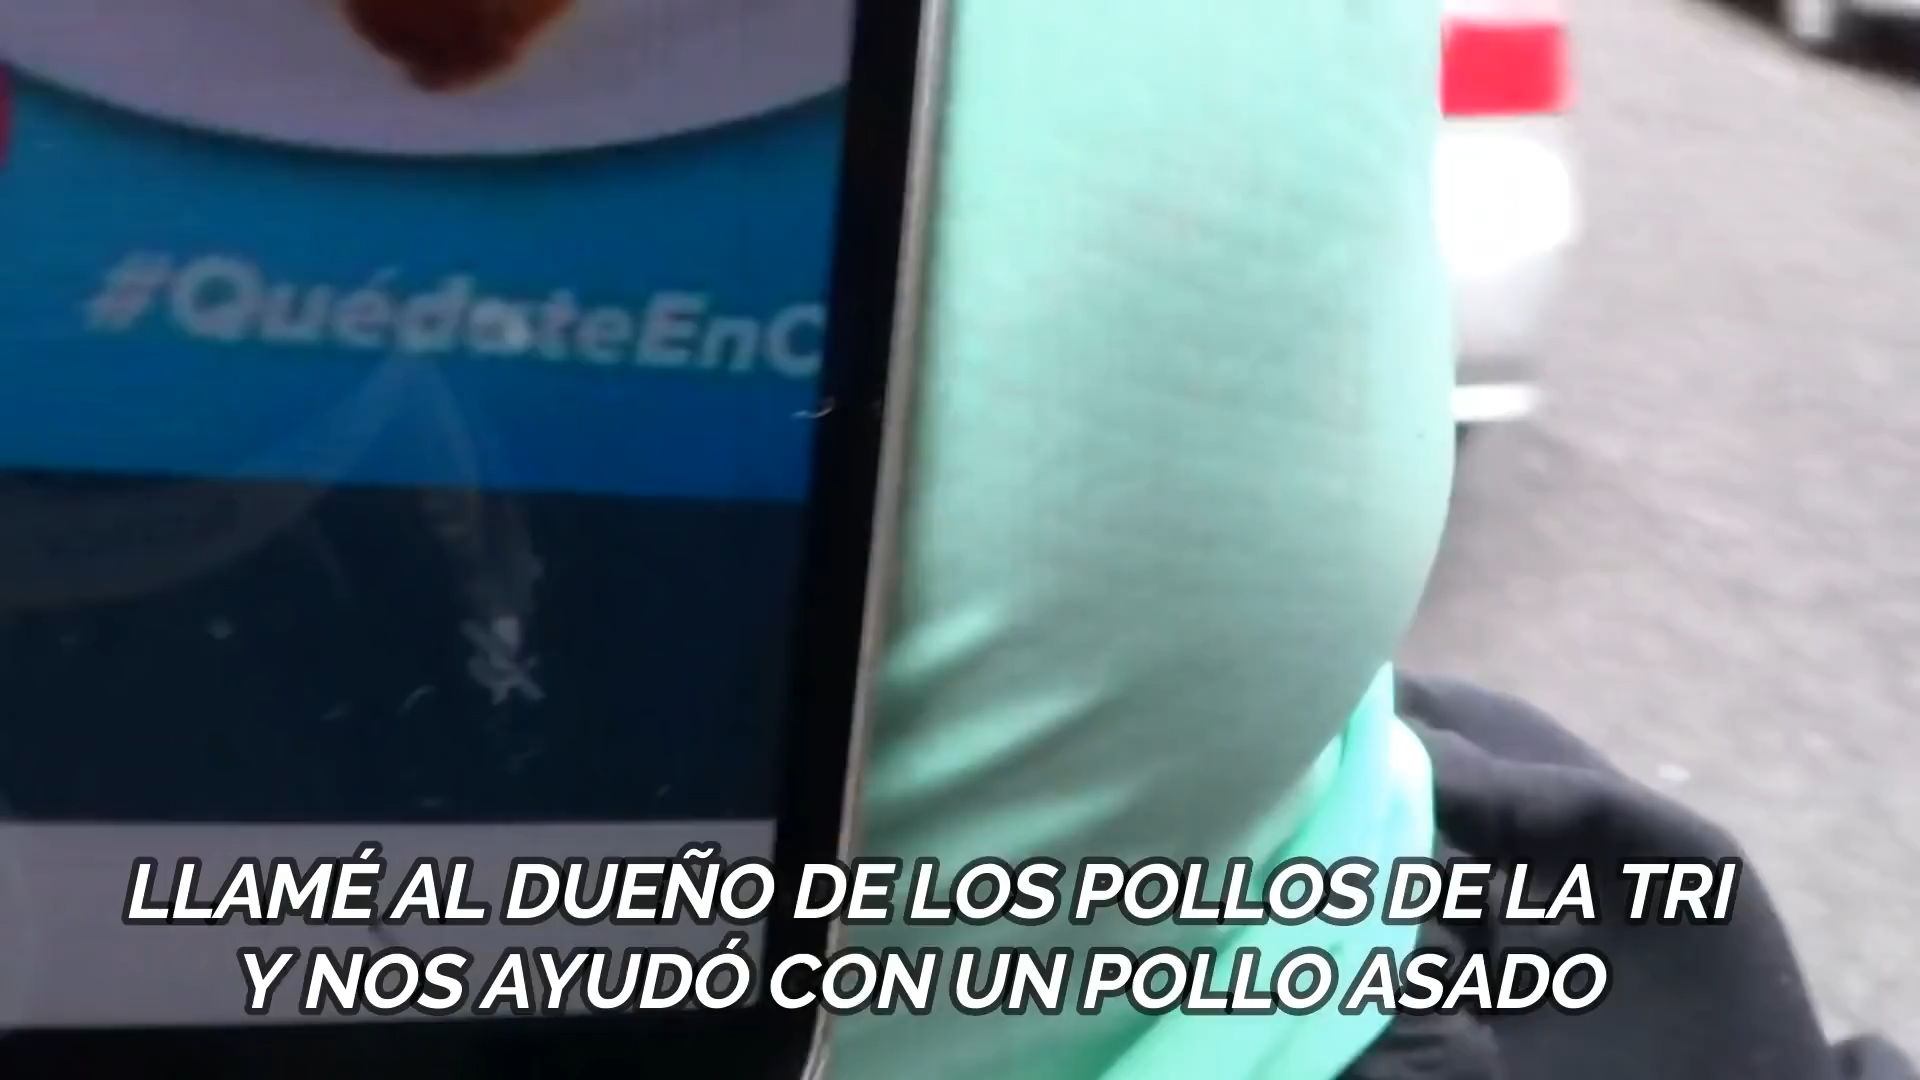 #QuédateEnC
LLAMÉ AL DUEÑO DE LOS POLLOS DE LA TRI
Y NOS AYUDÓ CON UN POLLO ASADO